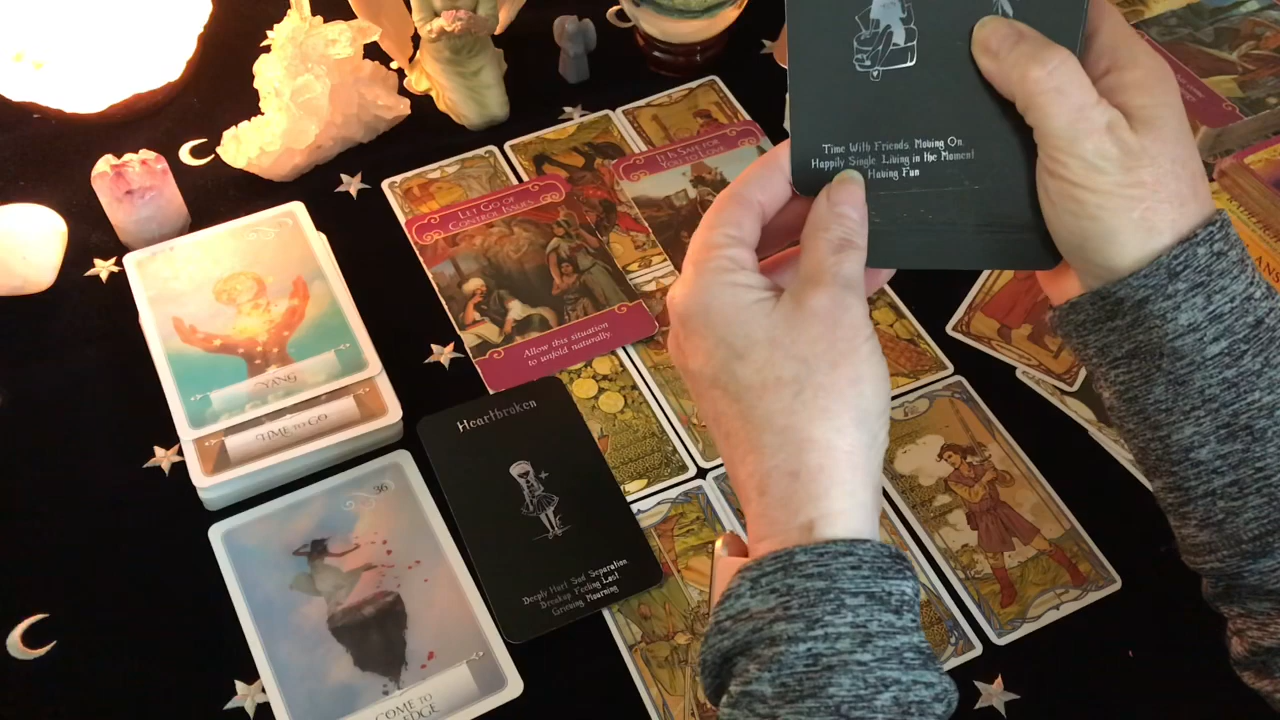 Time With Friends, Moving On,
Happily Single, Living in the Moment
Having Fun
IT IS SAFE FOR
YOU TO LOVE
LET GO OF
CONTROL ISSUES
Allow this situation
to unfold naturally.
YANG
TIME TO GO
Heartbroken
Deeply Hurt, Sad, Separation,
Breakup, Feeling Lost,
Grieving, Mourning
36
COME TO
EDGE